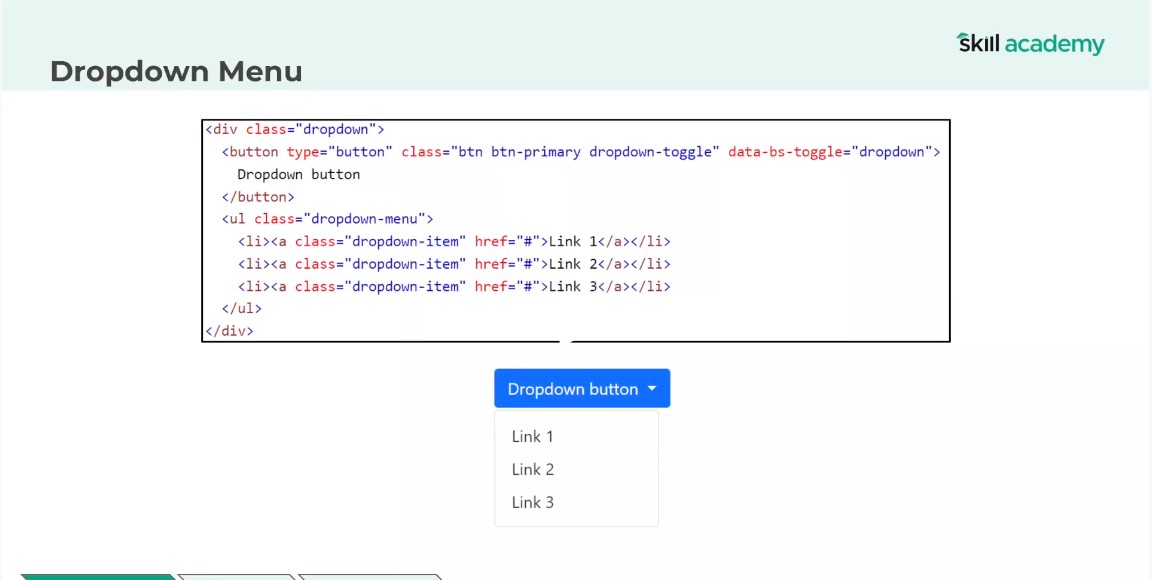 skill academy
Dropdown Menu
<div class="dropdown">
  <button type="button" class="btn btn-primary dropdown-toggle" data-bs-toggle="dropdown">
    Dropdown button
  </button>
  <ul class="dropdown-menu">
    <li><a class="dropdown-item" href="#">Link 1</a></li>
    <li><a class="dropdown-item" href="#">Link 2</a></li>
    <li><a class="dropdown-item" href="#">Link 3</a></li>
  </ul>
</div>
Dropdown button
Link 1
Link 2
Link 3